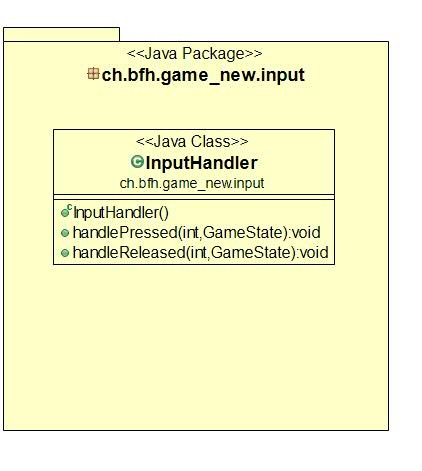 <<Java Package>>
ch.bfh.game_new.input
<<Java Class>>
InputHandler
ch.bfh.game_new.input
InputHandler()
handlePressed(int,GameState):void
handleReleased(int,GameState):void